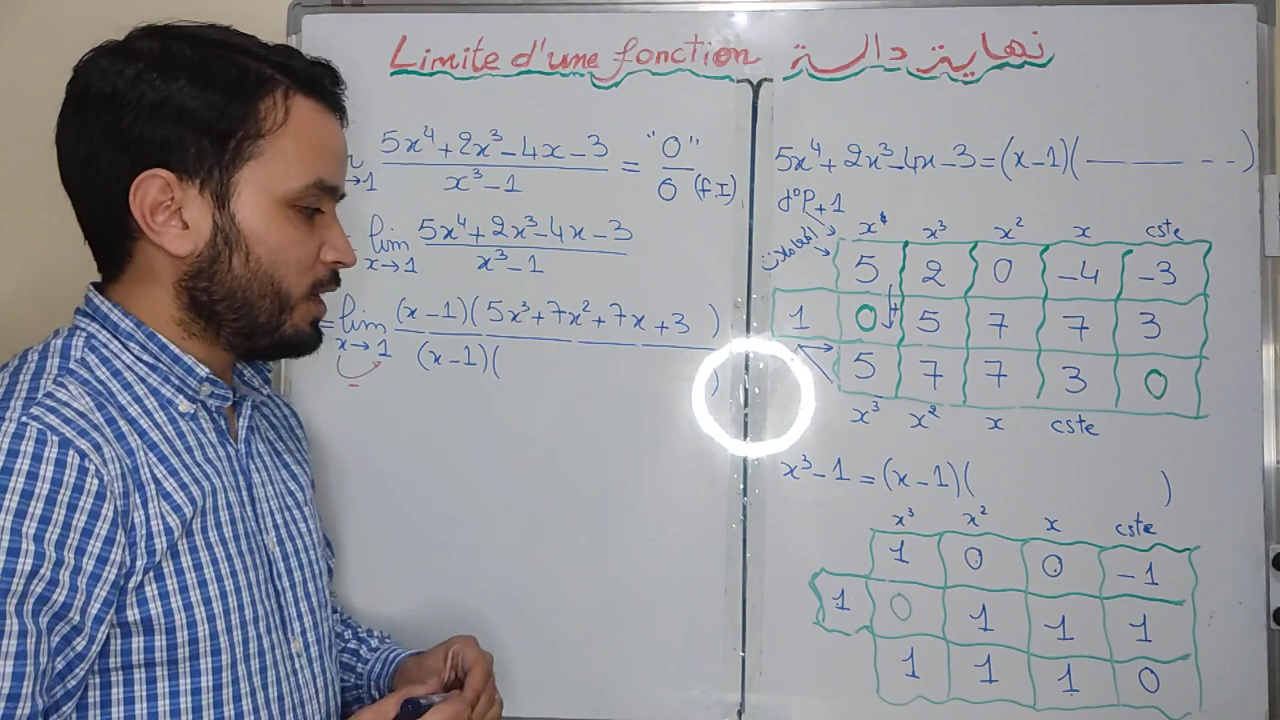 Limite d'une fonction نهاية دالة
5x⁴+2x³-4x-3 / x³-1 = "0"/0 (F.I)
→1
lim x→1 5x⁴+2x³-4x-3 / x³-1
=lim x→1 (x-1)(5x³+7x²+7x+3 ) / (x-1)( )
5x⁴+2x³-4x-3=(x-1)(— — - -)
d°P+1
المعاملات
x⁴ x³ x² x cste
5 2 0 -4 -3
1 0 + 5 7 7 3
5 7 7 3 0
x³ x² x cste
x³-1=(x-1)( )
x³ x² x cste
1 0 0 -1
1 0 1 1 1
1 1 1 0